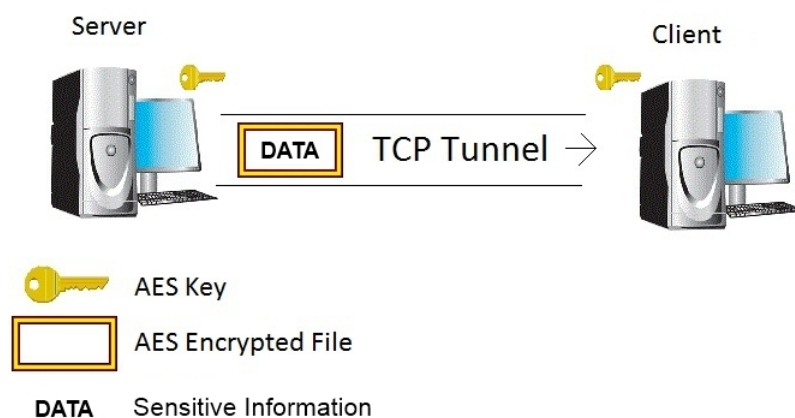 Server
Client
DATA TCP Tunnel
AES Key
AES Encrypted File
DATA Sensitive Information